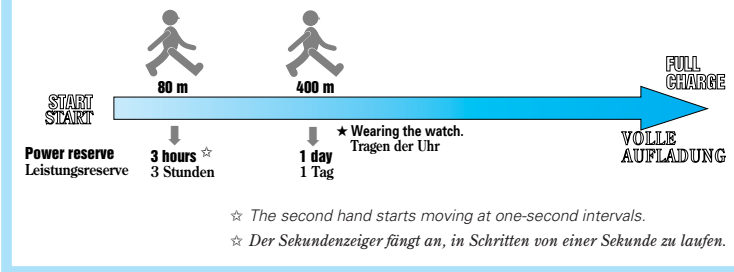 80 m
400 m
FULL
CHARGE
START
START
★ Wearing the watch.
Tragen der Uhr
VOLLE
AUFLADUNG
Power reserve
Leistungsreserve
3 hours ☆
3 Stunden
1 day
1 Tag
☆ The second hand starts moving at one-second intervals.
☆ Der Sekundenzeiger fängt an, in Schritten von einer Sekunde zu laufen.